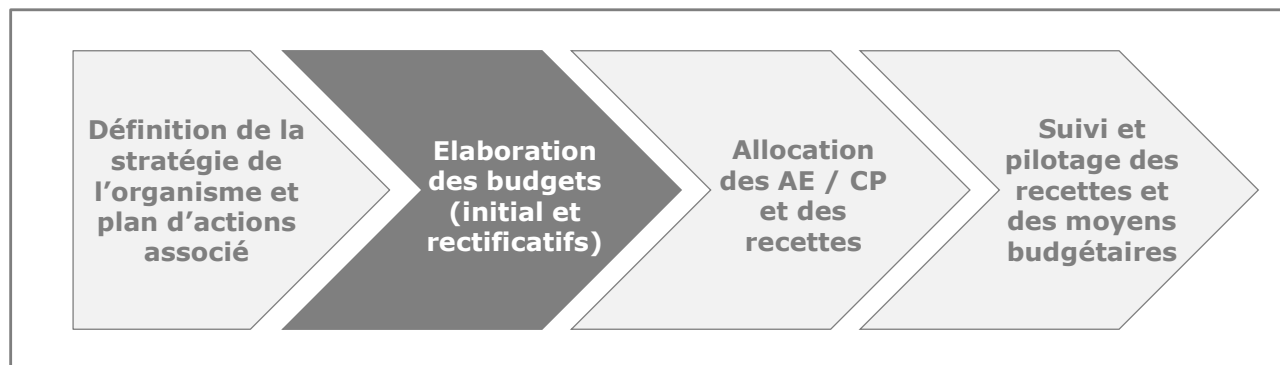 Définition de la
stratégie de
l'organisme et
plan d'actions
associé
Elaboration
des budgets
(initial et
rectificatifs)
Allocation
des AE / CP
et des
recettes
Suivi et
pilotage des
recettes et
des moyens
budgétaires